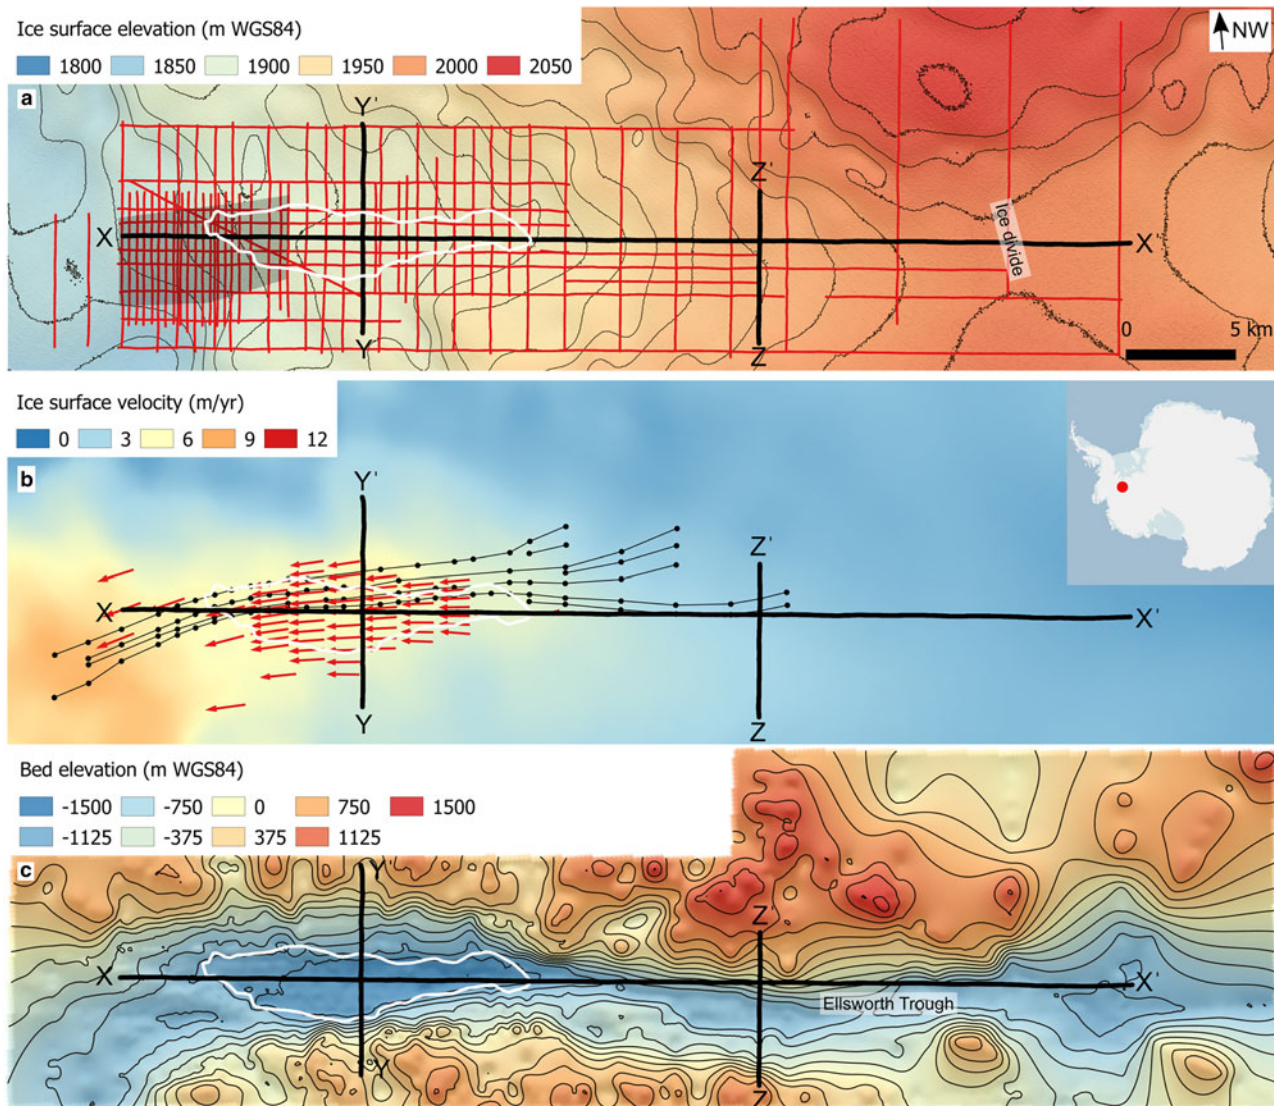 Ice surface elevation (m WGS84)
1800 1850 1900 1950 2000 2050
NW
a
Y'
Z'
X
X'
Ice divide
Y
Z
0 5 km
Ice surface velocity (m/yr)
0 3 6 9 12
b
Y'
Z'
X
X'
Y
Z
Bed elevation (m WGS84)
-1500 -750 0 750 1500
-1125 -375 375 1125
c
Y'
Z'
X
X'
Ellsworth Trough
Y
Z